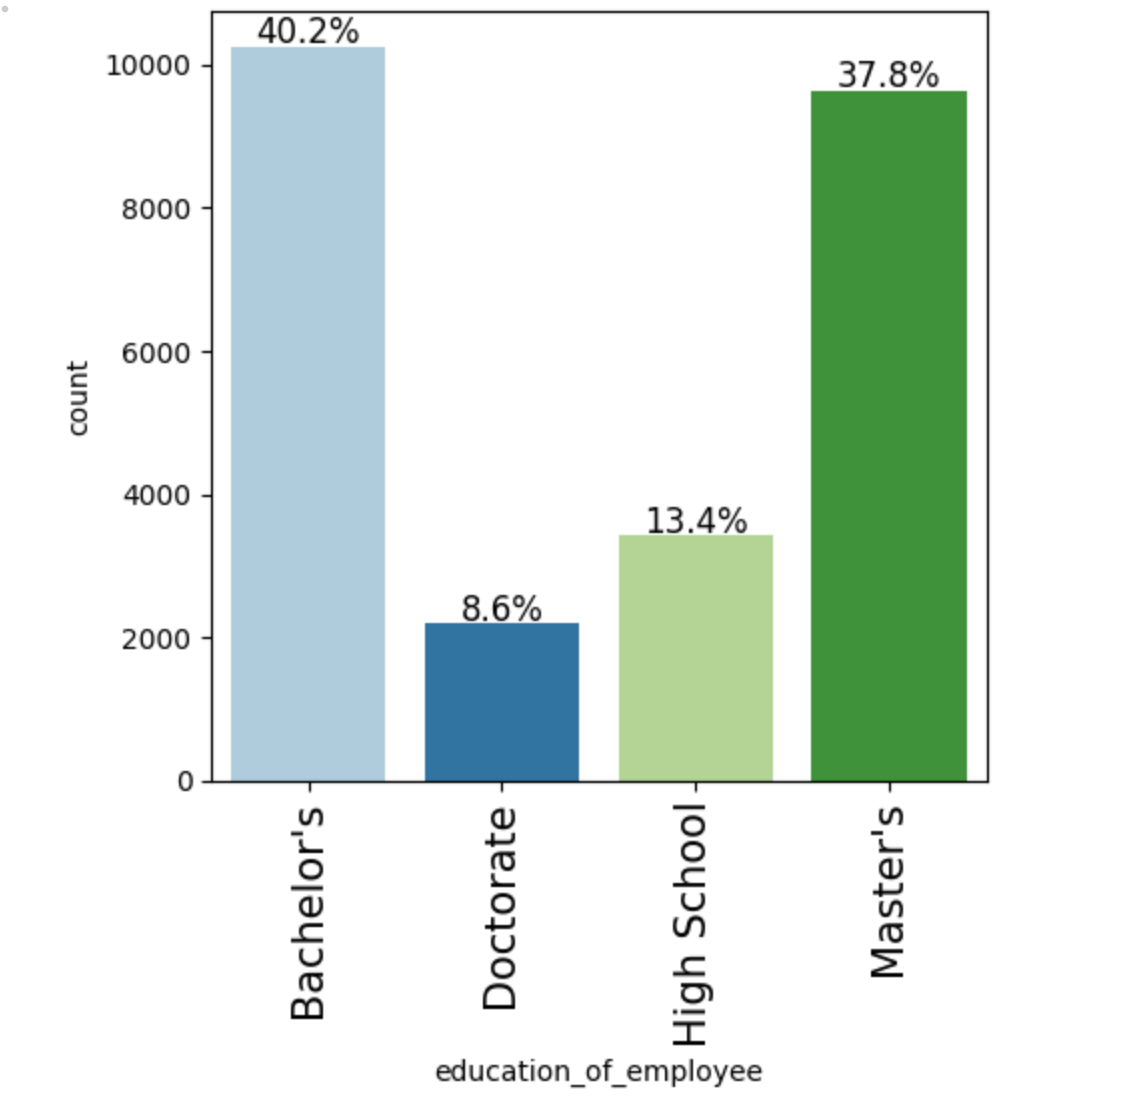 40.2%
37.8%
13.4%
8.6%
10000
8000
6000
4000
2000
0
count
Bachelor's
Doctorate
High School
Master's
education_of_employee